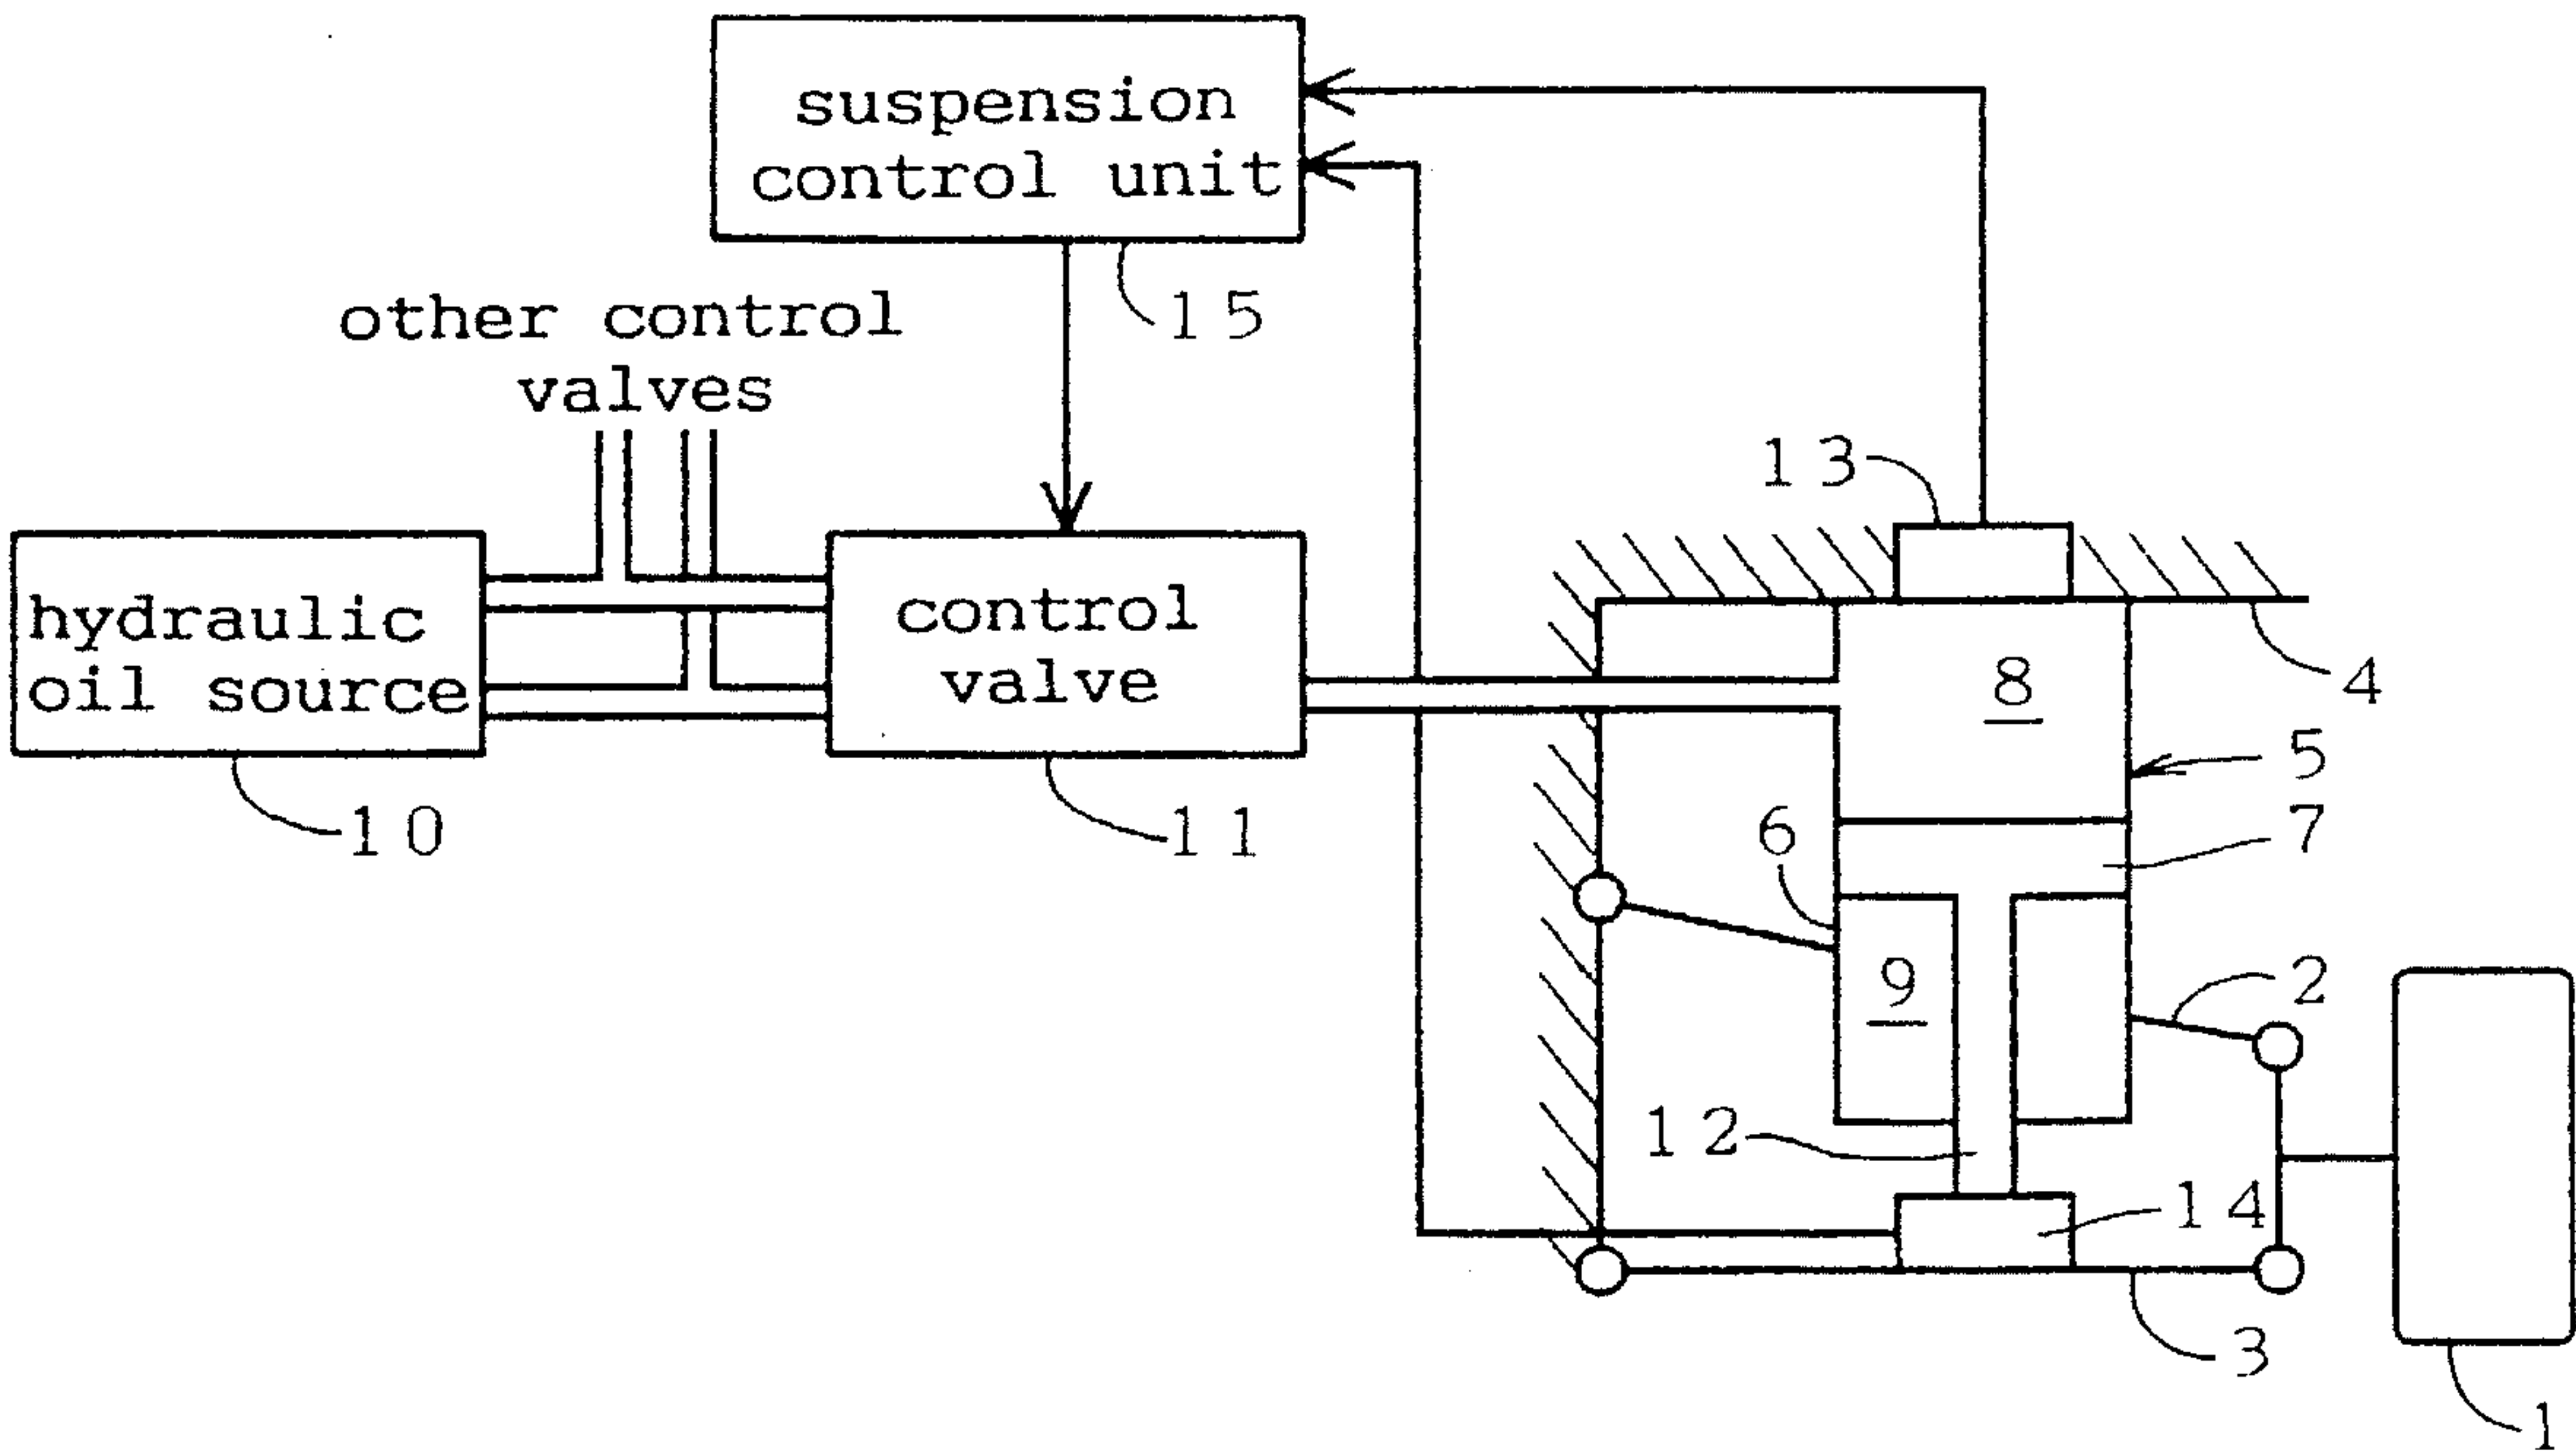 suspension
control unit
15
other control
valves
13
hydraulic
oil source
control
valve
8
4
5
10
11
6
7
9
2
12
14
3
1